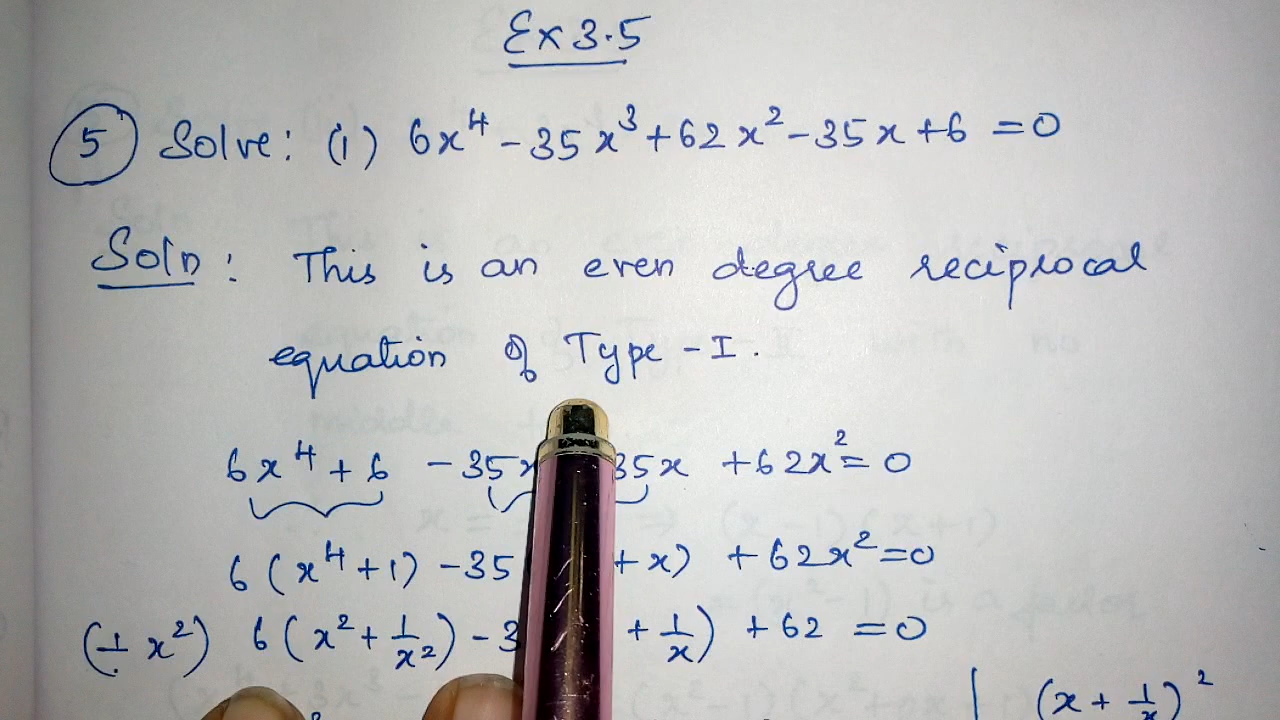 Ex 3.5
5 Solve: (i) 6x⁴ - 35x³ + 62x² - 35x + 6 = 0
Soln: This is an even degree reciprocal
equation of Type - I.
6x⁴ + 6 - 35x 35x + 62x² = 0
6(x⁴ + 1) - 35 + x) + 62x² = 0
(÷ x²) 6(x² + 1/x²) - 3 + 1/x) + 62 = 0
(x + 1/x)²